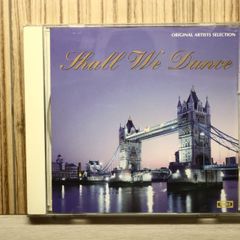 ORIGINAL ARTISTS SELECTION
Shall We Dance